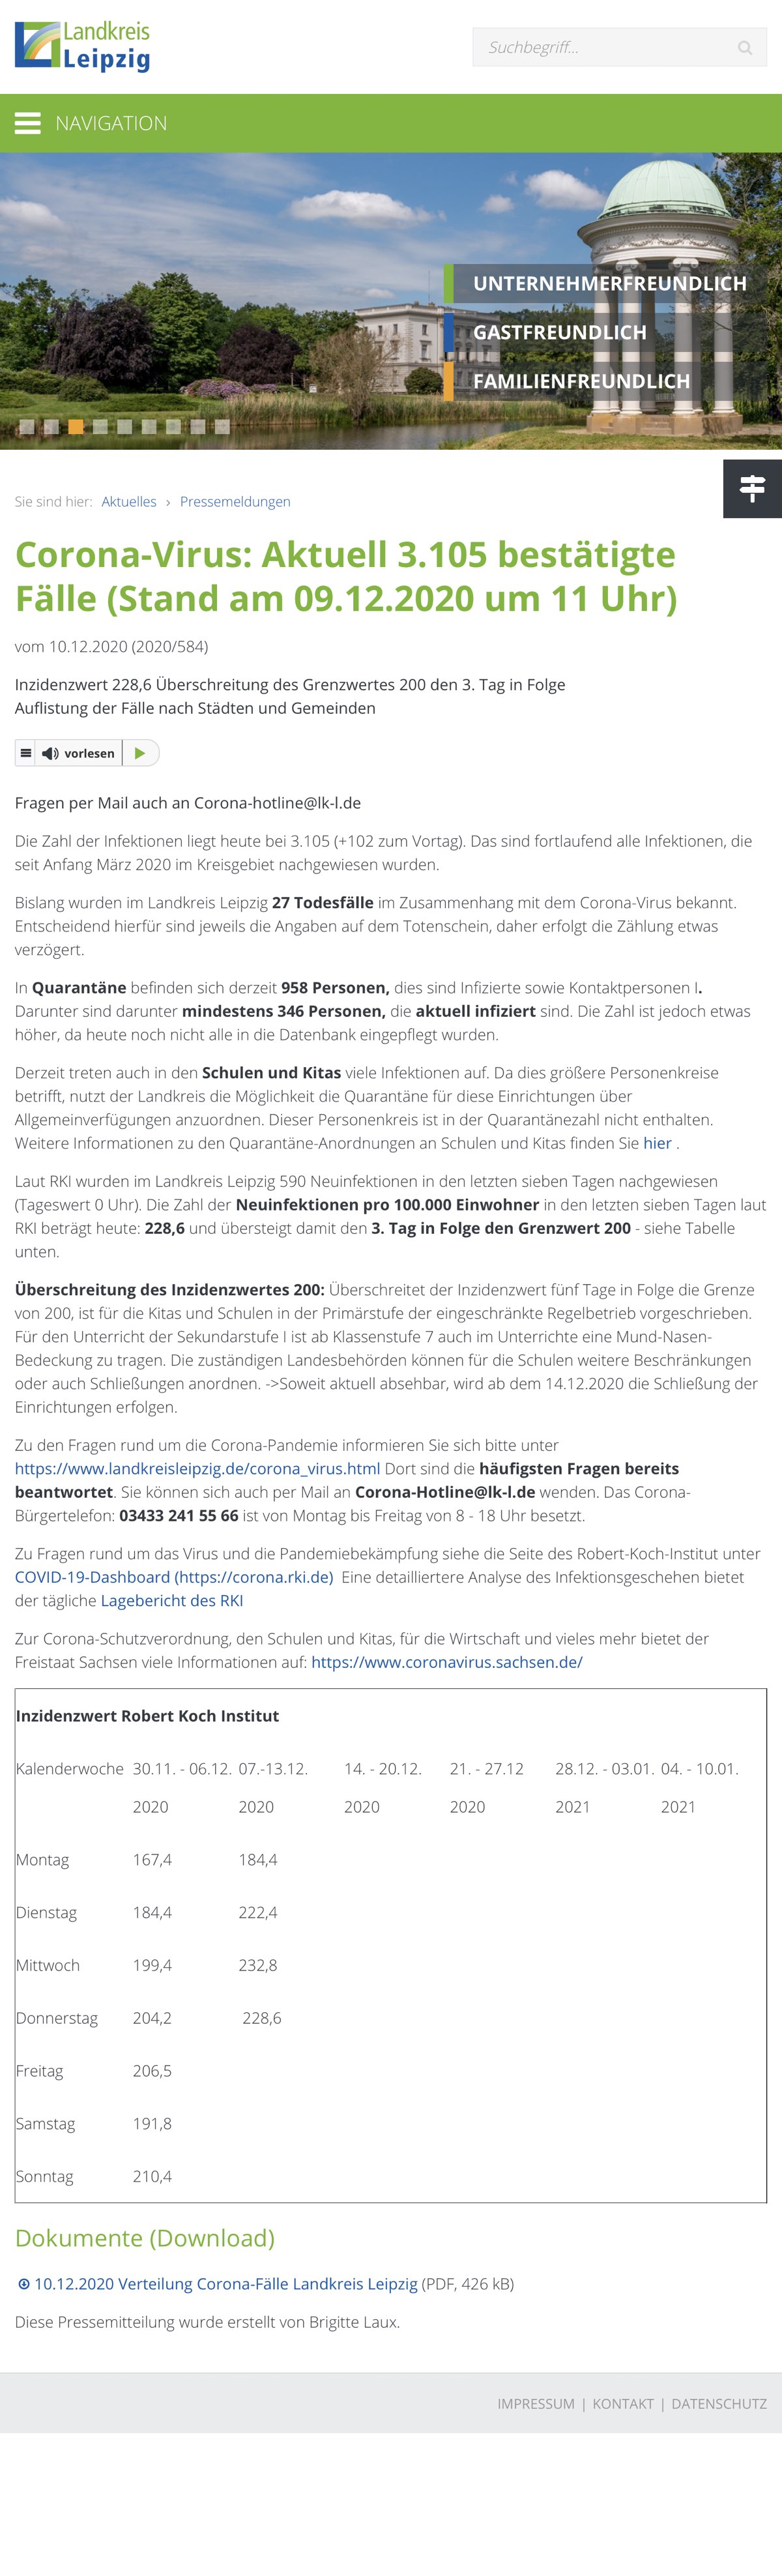 Landkreis
Leipzig
Suchbegriff...
NAVIGATION
UNTERNEHMERFREUNDLICH
GASTFREUNDLICH
FAMILIENFREUNDLICH
Sie sind hier: Aktuelles › Pressemeldungen
Corona-Virus: Aktuell 3.105 bestätigte
Fälle (Stand am 09.12.2020 um 11 Uhr)
vom 10.12.2020 (2020/584)
Inzidenzwert 228,6 Überschreitung des Grenzwertes 200 den 3. Tag in Folge
Auflistung der Fälle nach Städten und Gemeinden
vorlesen
Fragen per Mail auch an Corona-hotline@lk-l.de
Die Zahl der Infektionen liegt heute bei 3.105 (+102 zum Vortag). Das sind fortlaufend alle Infektionen, die
seit Anfang März 2020 im Kreisgebiet nachgewiesen wurden.
Bislang wurden im Landkreis Leipzig 27 Todesfälle im Zusammenhang mit dem Corona-Virus bekannt.
Entscheidend hierfür sind jeweils die Angaben auf dem Totenschein, daher erfolgt die Zählung etwas
verzögert.
In Quarantäne befinden sich derzeit 958 Personen, dies sind Infizierte sowie Kontaktpersonen I.
Darunter sind darunter mindestens 346 Personen, die aktuell infiziert sind. Die Zahl ist jedoch etwas
höher, da heute noch nicht alle in die Datenbank eingepflegt wurden.
Derzeit treten auch in den Schulen und Kitas viele Infektionen auf. Da dies größere Personenkreise
betrifft, nutzt der Landkreis die Möglichkeit die Quarantäne für diese Einrichtungen über
Allgemeinverfügungen anzuordnen. Dieser Personenkreis ist in der Quarantänezahl nicht enthalten.
Weitere Informationen zu den Quarantäne-Anordnungen an Schulen und Kitas finden Sie hier .
Laut RKI wurden im Landkreis Leipzig 590 Neuinfektionen in den letzten sieben Tagen nachgewiesen
(Tageswert 0 Uhr). Die Zahl der Neuinfektionen pro 100.000 Einwohner in den letzten sieben Tagen laut
RKI beträgt heute: 228,6 und übersteigt damit den 3. Tag in Folge den Grenzwert 200 - siehe Tabelle
unten.
Überschreitung des Inzidenzwertes 200: Überschreitet der Inzidenzwert fünf Tage in Folge die Grenze
von 200, ist für die Kitas und Schulen in der Primärstufe der eingeschränkte Regelbetrieb vorgeschrieben.
Für den Unterricht der Sekundarstufe I ist ab Klassenstufe 7 auch im Unterrichte eine Mund-Nasen-
Bedeckung zu tragen. Die zuständigen Landesbehörden können für die Schulen weitere Beschränkungen
oder auch Schließungen anordnen. ->Soweit aktuell absehbar, wird ab dem 14.12.2020 die Schließung der
Einrichtungen erfolgen.
Zu den Fragen rund um die Corona-Pandemie informieren Sie sich bitte unter
https://www.landkreisleipzig.de/corona_virus.html Dort sind die häufigsten Fragen bereits
beantwortet. Sie können sich auch per Mail an Corona-Hotline@lk-l.de wenden. Das Corona-
Bürgertelefon: 03433 241 55 66 ist von Montag bis Freitag von 8 - 18 Uhr besetzt.
Zu Fragen rund um das Virus und die Pandemiebekämpfung siehe die Seite des Robert-Koch-Institut unter
COVID-19-Dashboard (https://corona.rki.de) Eine detailliertere Analyse des Infektionsgeschehen bietet
der tägliche Lagebericht des RKI
Zur Corona-Schutzverordnung, den Schulen und Kitas, für die Wirtschaft und vieles mehr bietet der
Freistaat Sachsen viele Informationen auf: https://www.coronavirus.sachsen.de/
Inzidenzwert Robert Koch Institut
Kalenderwoche 30.11. - 06.12. 07.-13.12. 14. - 20.12. 21. - 27.12 28.12. - 03.01. 04. - 10.01.
2020 2020 2020 2020 2021 2021
Montag 167,4 184,4
Dienstag 184,4 222,4
Mittwoch 199,4 232,8
Donnerstag 204,2 228,6
Freitag 206,5
Samstag 191,8
Sonntag 210,4
Dokumente (Download)
10.12.2020 Verteilung Corona-Fälle Landkreis Leipzig (PDF, 426 kB)
Diese Pressemitteilung wurde erstellt von Brigitte Laux.
IMPRESSUM | KONTAKT | DATENSCHUTZ